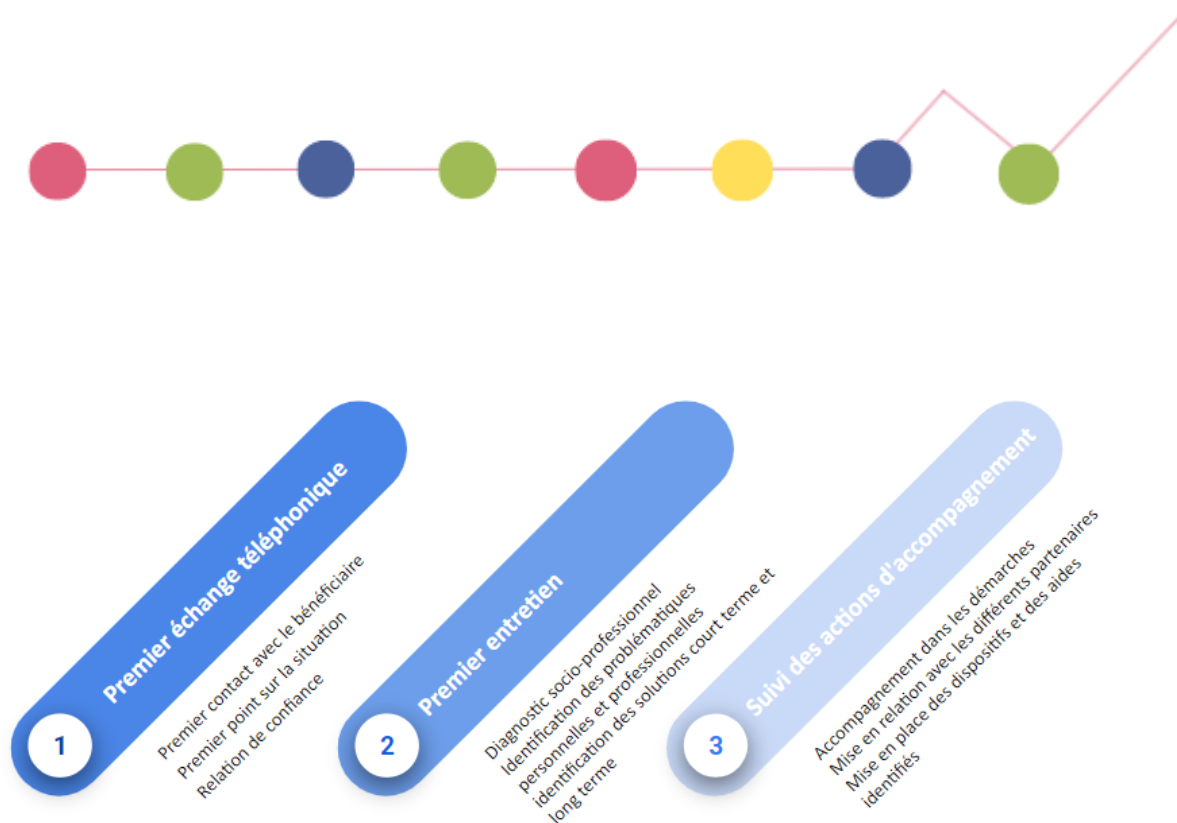 1
Premier échange téléphonique
Premier contact avec le bénéficiaire
Premier point sur la situation
Relation de confiance
2
Premier entretien
Diagnostic socio-professionnel
Identification des problématiques
personnelles et professionnelles
identification des solutions court terme et
long terme
3
Suivi des actions d'accompagnement
Accompagnement dans les démarches
Mise en relation avec les différents partenaires
Mise en place des dispositifs et des aides
identifiés